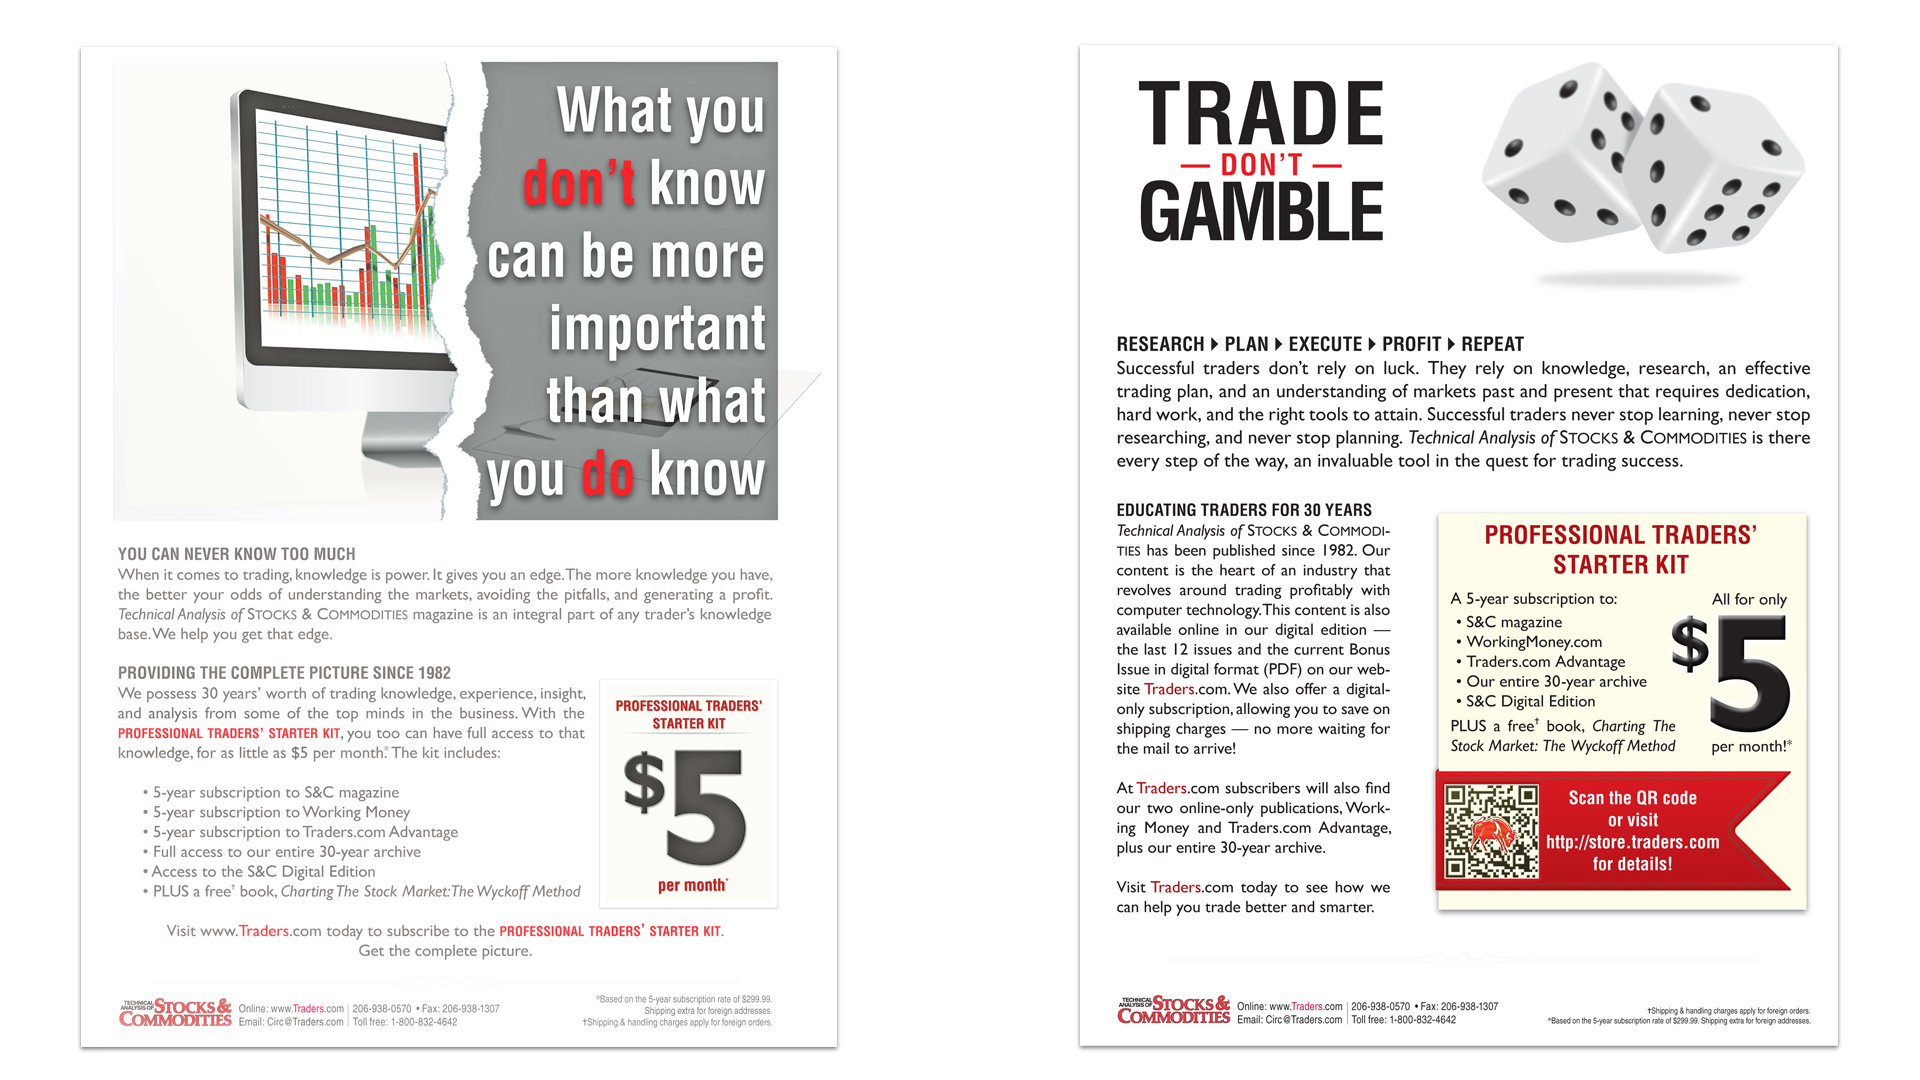 What you
don't know
can be more
important
than what
you do know
YOU CAN NEVER KNOW TOO MUCH
When it comes to trading, knowledge is power. It gives you an edge. The more knowledge you have,
the better your odds of understanding the markets, avoiding the pitfalls, and generating a profit.
Technical Analysis of STOCKS & COMMODITIES magazine is an integral part of any trader's knowledge
base. We help you get that edge.
PROVIDING THE COMPLETE PICTURE SINCE 1982
We possess 30 years' worth of trading knowledge, experience, insight,
and analysis from some of the top minds in the business. With the
PROFESSIONAL TRADERS' STARTER KIT, you too can have full access to that
knowledge, for as little as $5 per month.* The kit includes:
• 5-year subscription to S&C magazine
• 5-year subscription to Working Money
• 5-year subscription to Traders.com Advantage
• Full access to our entire 30-year archive
• Access to the S&C Digital Edition
• PLUS a free† book, Charting The Stock Market: The Wyckoff Method
PROFESSIONAL TRADERS'
STARTER KIT
$5
per month*
Visit www.Traders.com today to subscribe to the PROFESSIONAL TRADERS' STARTER KIT.
Get the complete picture.
TECHNICAL ANALYSIS OF STOCKS & COMMODITIES
Online: www.Traders.com | 206-938-0570 • Fax: 206-938-1307
Email: Circ@Traders.com | Toll free: 1-800-832-4642
*Based on the 5-year subscription rate of $299.99.
Shipping extra for foreign addresses.
†Shipping & handling charges apply for foreign orders.
TRADE
— DON'T —
GAMBLE
RESEARCH PLAN EXECUTE PROFIT REPEAT
Successful traders don't rely on luck. They rely on knowledge, research, an effective
trading plan, and an understanding of markets past and present that requires dedication,
hard work, and the right tools to attain. Successful traders never stop learning, never stop
researching, and never stop planning. Technical Analysis of STOCKS & COMMODITIES is there
every step of the way, an invaluable tool in the quest for trading success.
EDUCATING TRADERS FOR 30 YEARS
Technical Analysis of STOCKS & COMMODI-
TIES has been published since 1982. Our
content is the heart of an industry that
revolves around trading profitably with
computer technology. This content is also
available online in our digital edition —
the last 12 issues and the current Bonus
Issue in digital format (PDF) on our web-
site Traders.com. We also offer a digital-
only subscription, allowing you to save on
shipping charges — no more waiting for
the mail to arrive!
At Traders.com subscribers will also find
our two online-only publications, Work-
ing Money and Traders.com Advantage,
plus our entire 30-year archive.
Visit Traders.com today to see how we
can help you trade better and smarter.
PROFESSIONAL TRADERS'
STARTER KIT
A 5-year subscription to:
• S&C magazine
• WorkingMoney.com
• Traders.com Advantage
• Our entire 30-year archive
• S&C Digital Edition
PLUS a free† book, Charting The
Stock Market: The Wyckoff Method
All for only
$5
per month!*
Scan the QR code
or visit
http://store.traders.com
for details!
TECHNICAL ANALYSIS OF STOCKS & COMMODITIES
Online: www.Traders.com | 206-938-0570 • Fax: 206-938-1307
Email: Circ@Traders.com | Toll free: 1-800-832-4642
†Shipping & handling charges apply for foreign orders.
*Based on the 5-year subscription rate of $299.99. Shipping extra for foreign addresses.